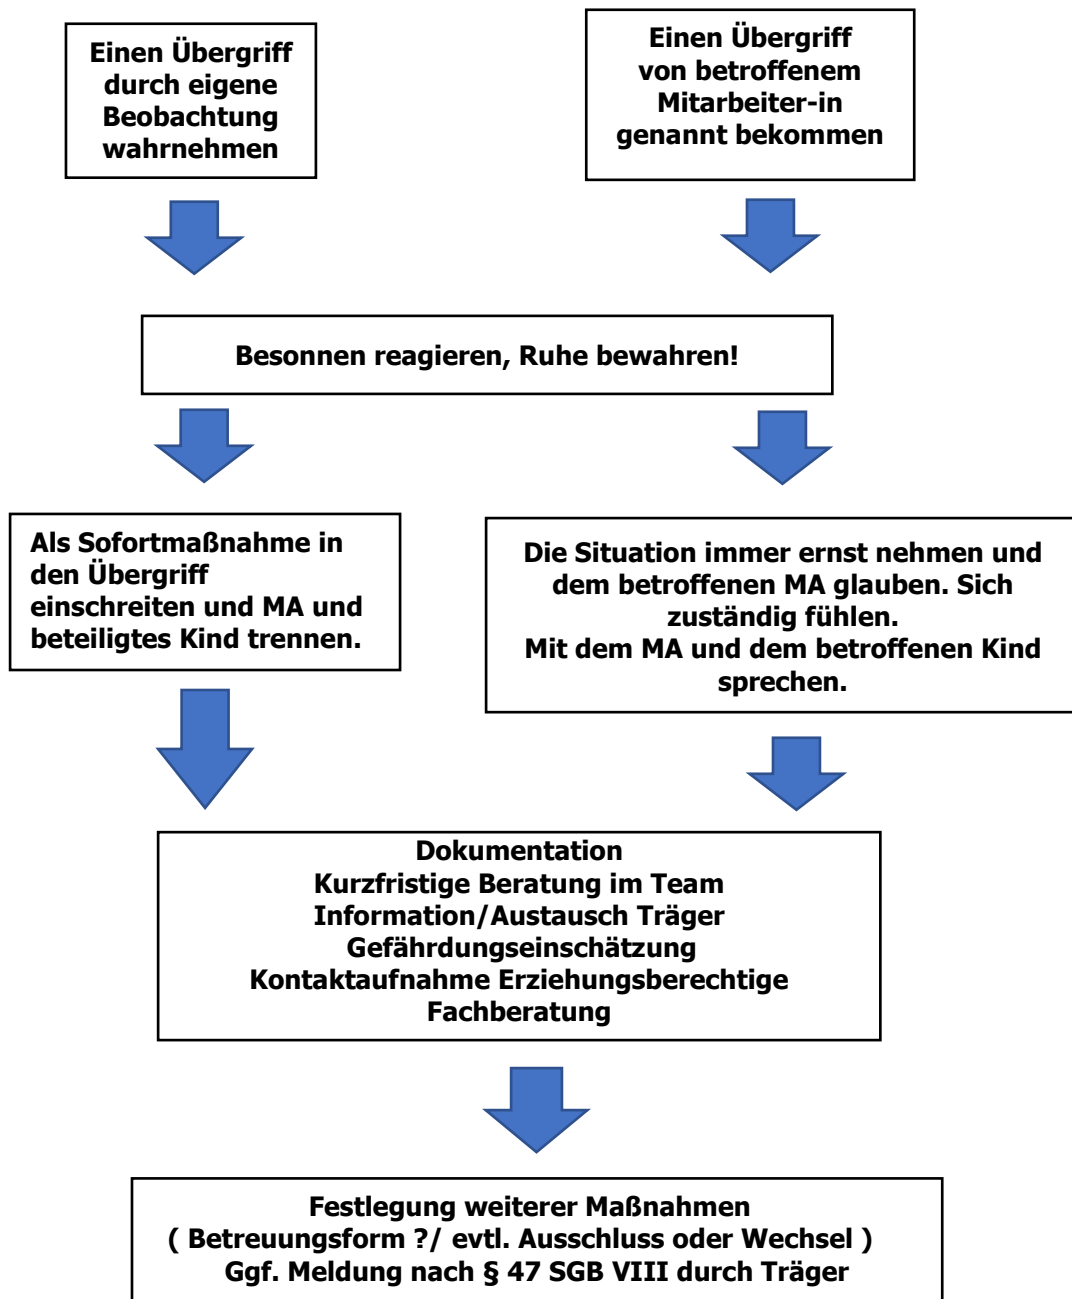 Einen Übergriff
durch eigene
Beobachtung
wahrnehmen
Einen Übergriff
von betroffenem
Mitarbeiter-in
genannt bekommen
Besonnen reagieren, Ruhe bewahren!
Als Sofortmaßnahme in
den Übergriff
einschreiten und MA und
beteiligtes Kind trennen.
Die Situation immer ernst nehmen und
dem betroffenen MA glauben. Sich
zuständig fühlen.
Mit dem MA und dem betroffenen Kind
sprechen.
Dokumentation
Kurzfristige Beratung im Team
Information/Austausch Träger
Gefährdungseinschätzung
Kontaktaufnahme Erziehungsberechtige
Fachberatung
Festlegung weiterer Maßnahmen
( Betreuungsform ?/ evtl. Ausschluss oder Wechsel )
Ggf. Meldung nach § 47 SGB VIII durch Träger